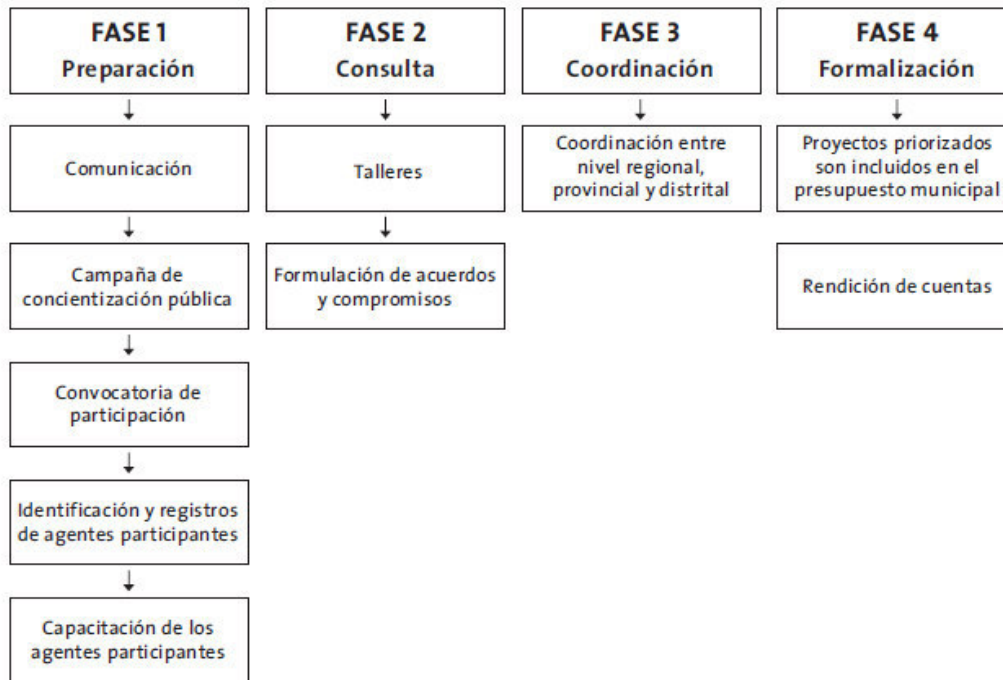 FASE 1
Preparación
Comunicación
Campaña de
concientización pública
Convocatoria de
participación
Identificación y registros
de agentes participantes
Capacitación de los
agentes participantes
FASE 2
Consulta
Talleres
Formulación de acuerdos
y compromisos
FASE 3
Coordinación
Coordinación entre
nivel regional,
provincial y distrital
FASE 4
Formalización
Proyectos priorizados
son incluidos en el
presupuesto municipal
Rendición de cuentas